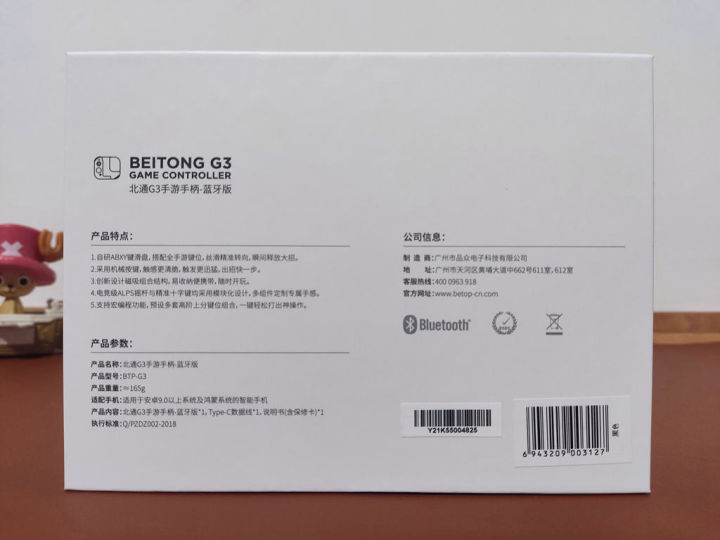 BEITONG G3
GAME CONTROLLER
北通G3手游手柄-蓝牙版
产品特点：
1.自研ABXY键滑盘，搭配全手游键位，丝滑精准转向，瞬间释放大招。
2.采用机械按键，触感更清脆，触发更迅猛，出招快一步。
3.创新设计磁吸组合结构，易收纳便携带，随时开玩。
4.电竞级ALPS摇杆与精准十字键均采用模块化设计，多组件定制专属手感。
5.支持宏编程功能，预设多套高阶上分键位组合，一键轻松打出神操作。
产品参数：
产品名称：北通G3手游手柄-蓝牙版
产品型号：BTP-G3
产品重量：≈165g
适配手机：适用于安卓9.0以上系统及鸿蒙系统的智能手机
产品内容：北通G3手游手柄-蓝牙版*1，Type-C数据线*1，说明书(含保修卡)*1
执行标准：Q/PZDZ002-2018
公司信息：
制 造 商：广州市品众电子科技有限公司
地 址：广州市天河区黄埔大道中662号611室，612室
客服热线：400 0963 918
官方网站：www.betop-cn.com
Bluetooth®
Y21K55004825
6 943209 003127
黑色